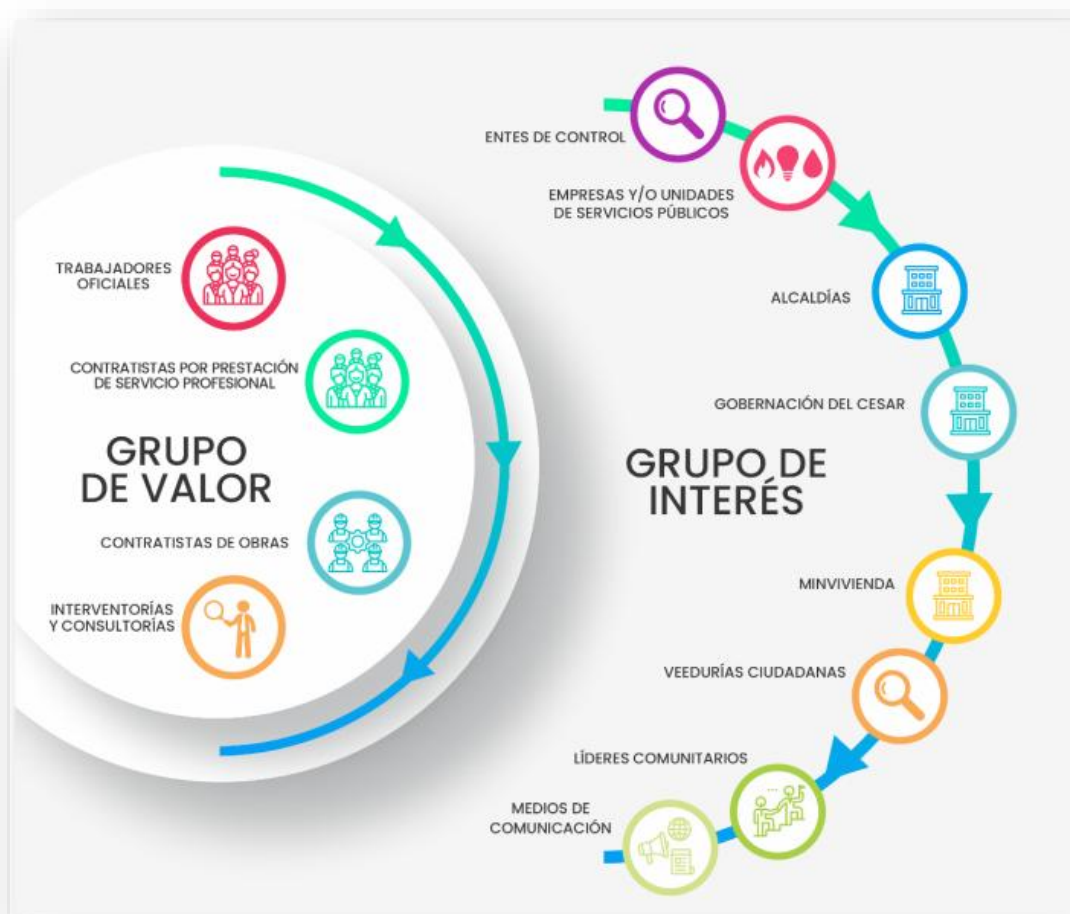 TRABAJADORES
OFICIALES
CONTRATISTAS POR PRESTACIÓN
DE SERVICIO PROFESIONAL
GRUPO
DE VALOR
CONTRATISTAS DE OBRAS
INTERVENTORÍAS
Y CONSULTORÍAS
ENTES DE CONTROL
EMPRESAS Y/O UNIDADES
DE SERVICIOS PÚBLICOS
ALCALDÍAS
GOBERNACIÓN DEL CESAR
GRUPO DE
INTERÉS
MINVIVIENDA
VEEDURÍAS CIUDADANAS
LÍDERES COMUNITARIOS
MEDIOS DE
COMUNICACIÓN